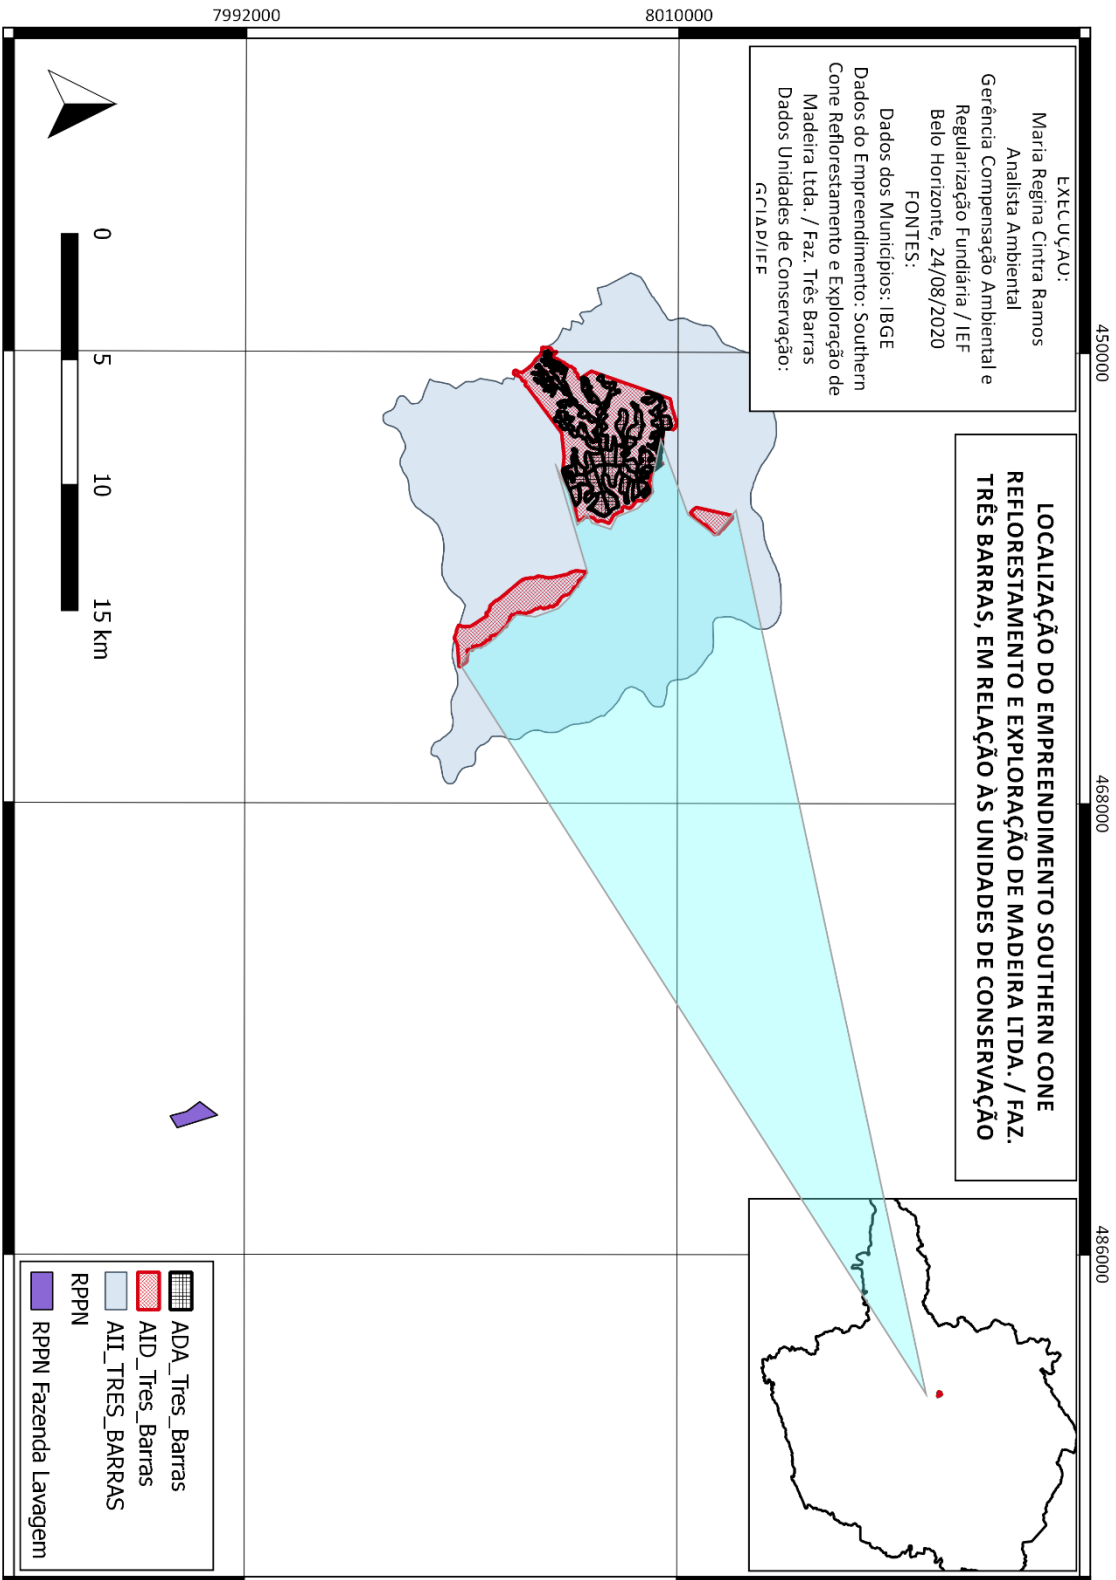 LOCALIZAÇÃO DO EMPREENDIMENTO SOUTHERN CONE
REFLORESTAMENTO E EXPLORAÇÃO DE MADEIRA LTDA. / FAZ.
TRÊS BARRAS, EM RELAÇÃO ÀS UNIDADES DE CONSERVAÇÃO
EXECUÇÃO:
Maria Regina Cintra Ramos
Analista Ambiental
Gerência Compensação Ambiental e
Regularização Fundiária / IEF
Belo Horizonte, 24/08/2020
FONTES:
Dados dos Municípios: IBGE
Dados do Empreendimento: Southern
Cone Reflorestamento e Exploração de
Madeira Ltda. / Faz. Três Barras
Dados Unidades de Conservação:
GCIAP/IEF
450000
468000
486000
8010000
7992000
0
5
10
15 km
ADA_Tres_Barras
AID_Tres_Barras
AII_TRES_BARRAS
RPPN
RPPN Fazenda Lavagem